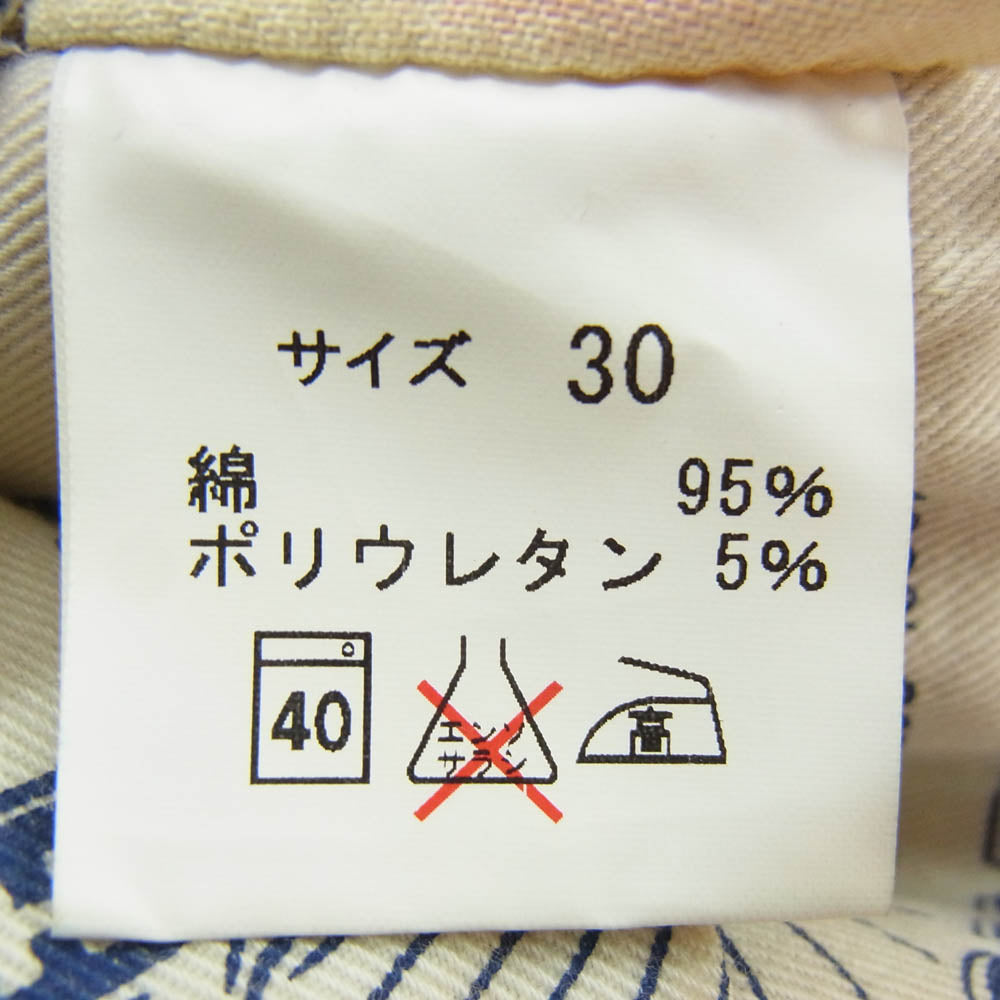 サイズ 30
綿 95%
ポリウレタン 5%
40
エンソ
サラシ
高